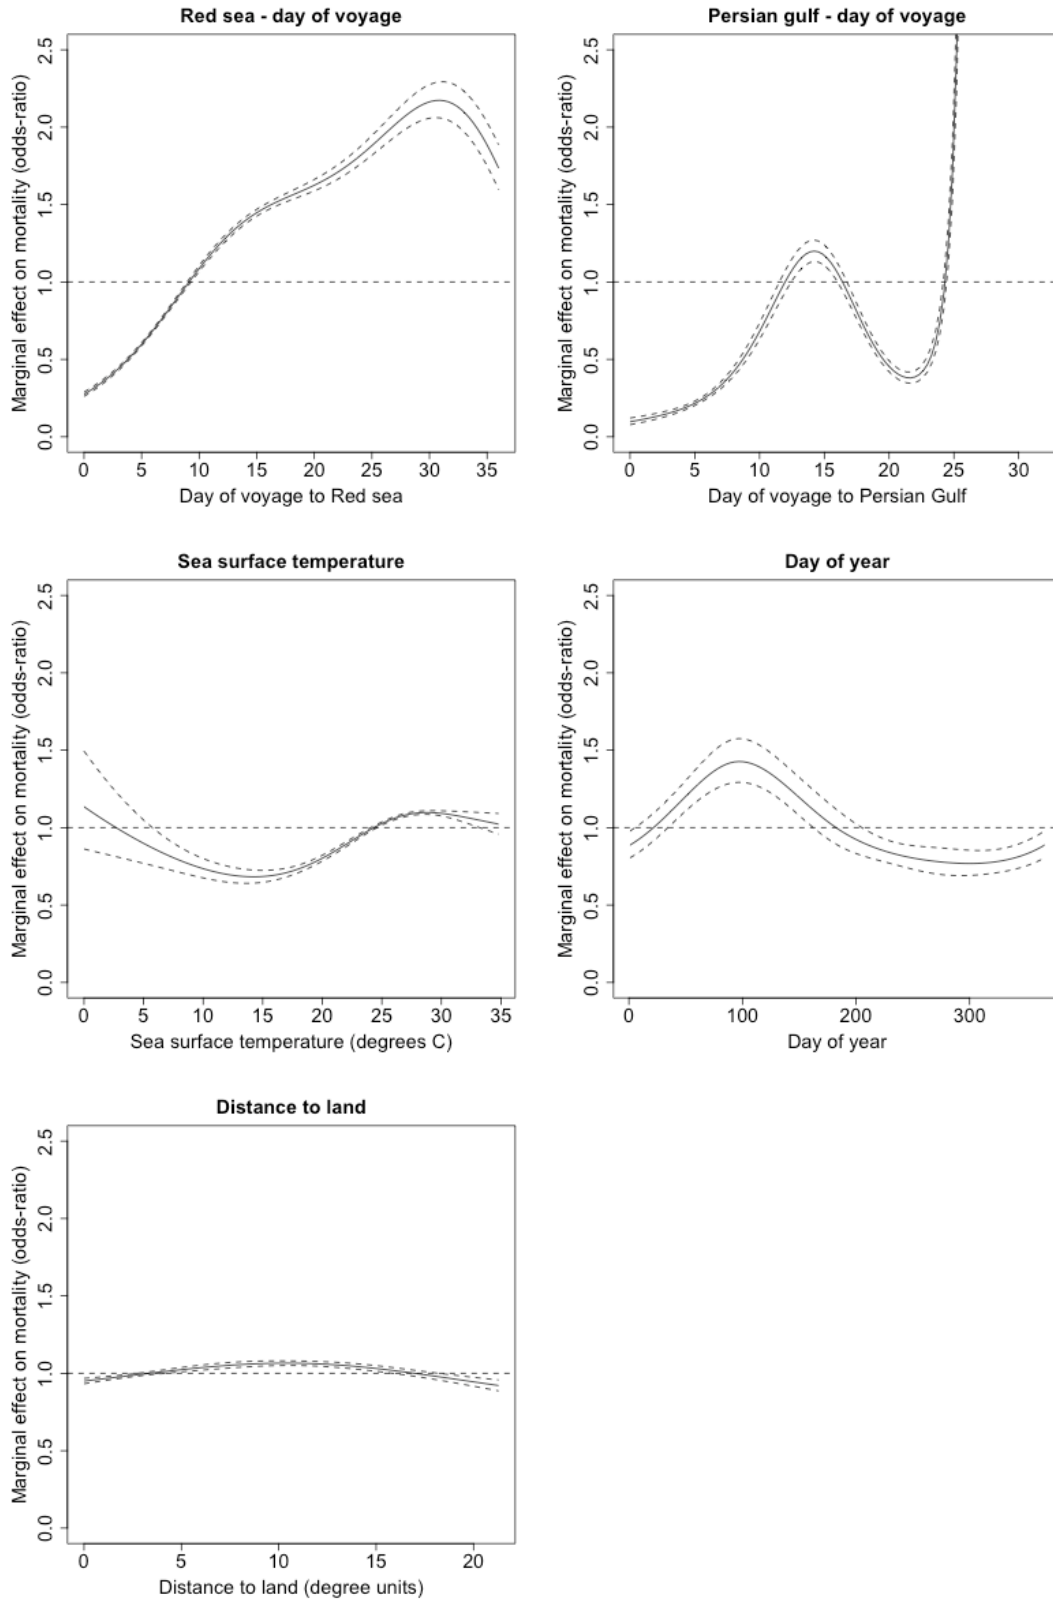 Red sea - day of voyage
Marginal effect on mortality (odds-ratio)
2.5
2.0
1.5
1.0
0.5
0.0
0 5 10 15 20 25 30 35
Day of voyage to Red sea
Persian gulf - day of voyage
Marginal effect on mortality (odds-ratio)
2.5
2.0
1.5
1.0
0.5
0.0
0 5 10 15 20 25 30
Day of voyage to Persian Gulf
Sea surface temperature
Marginal effect on mortality (odds-ratio)
2.5
2.0
1.5
1.0
0.5
0.0
0 5 10 15 20 25 30 35
Sea surface temperature (degrees C)
Day of year
Marginal effect on mortality (odds-ratio)
2.5
2.0
1.5
1.0
0.5
0.0
0 100 200 300
Day of year
Distance to land
Marginal effect on mortality (odds-ratio)
2.5
2.0
1.5
1.0
0.5
0.0
0 5 10 15 20
Distance to land (degree units)